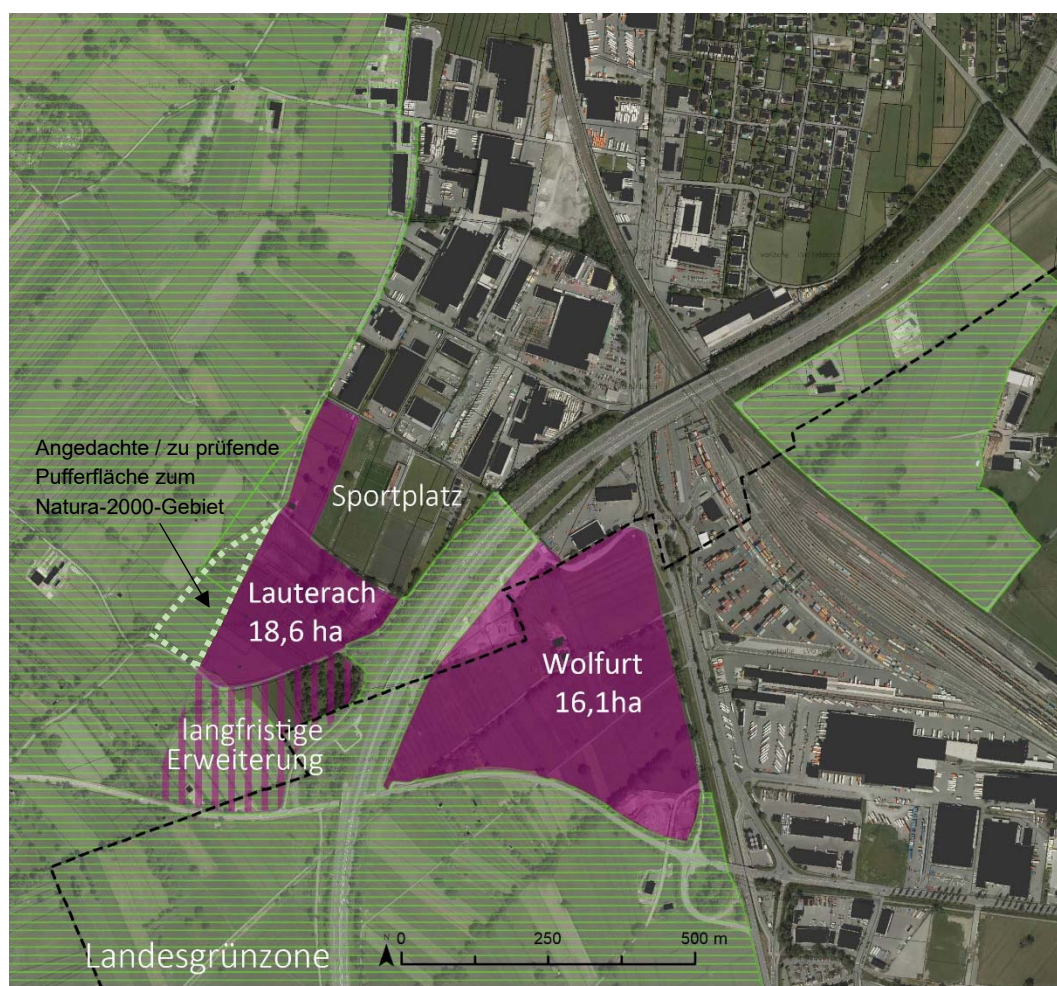 Angedachte / zu prüfende
Pufferfläche zum
Natura-2000-Gebiet
Sportplatz
Lauterach
18,6 ha
Wolfurt
16,1ha
langfristige
Erweiterung
Landesgrünzone
N
0 250 500 m